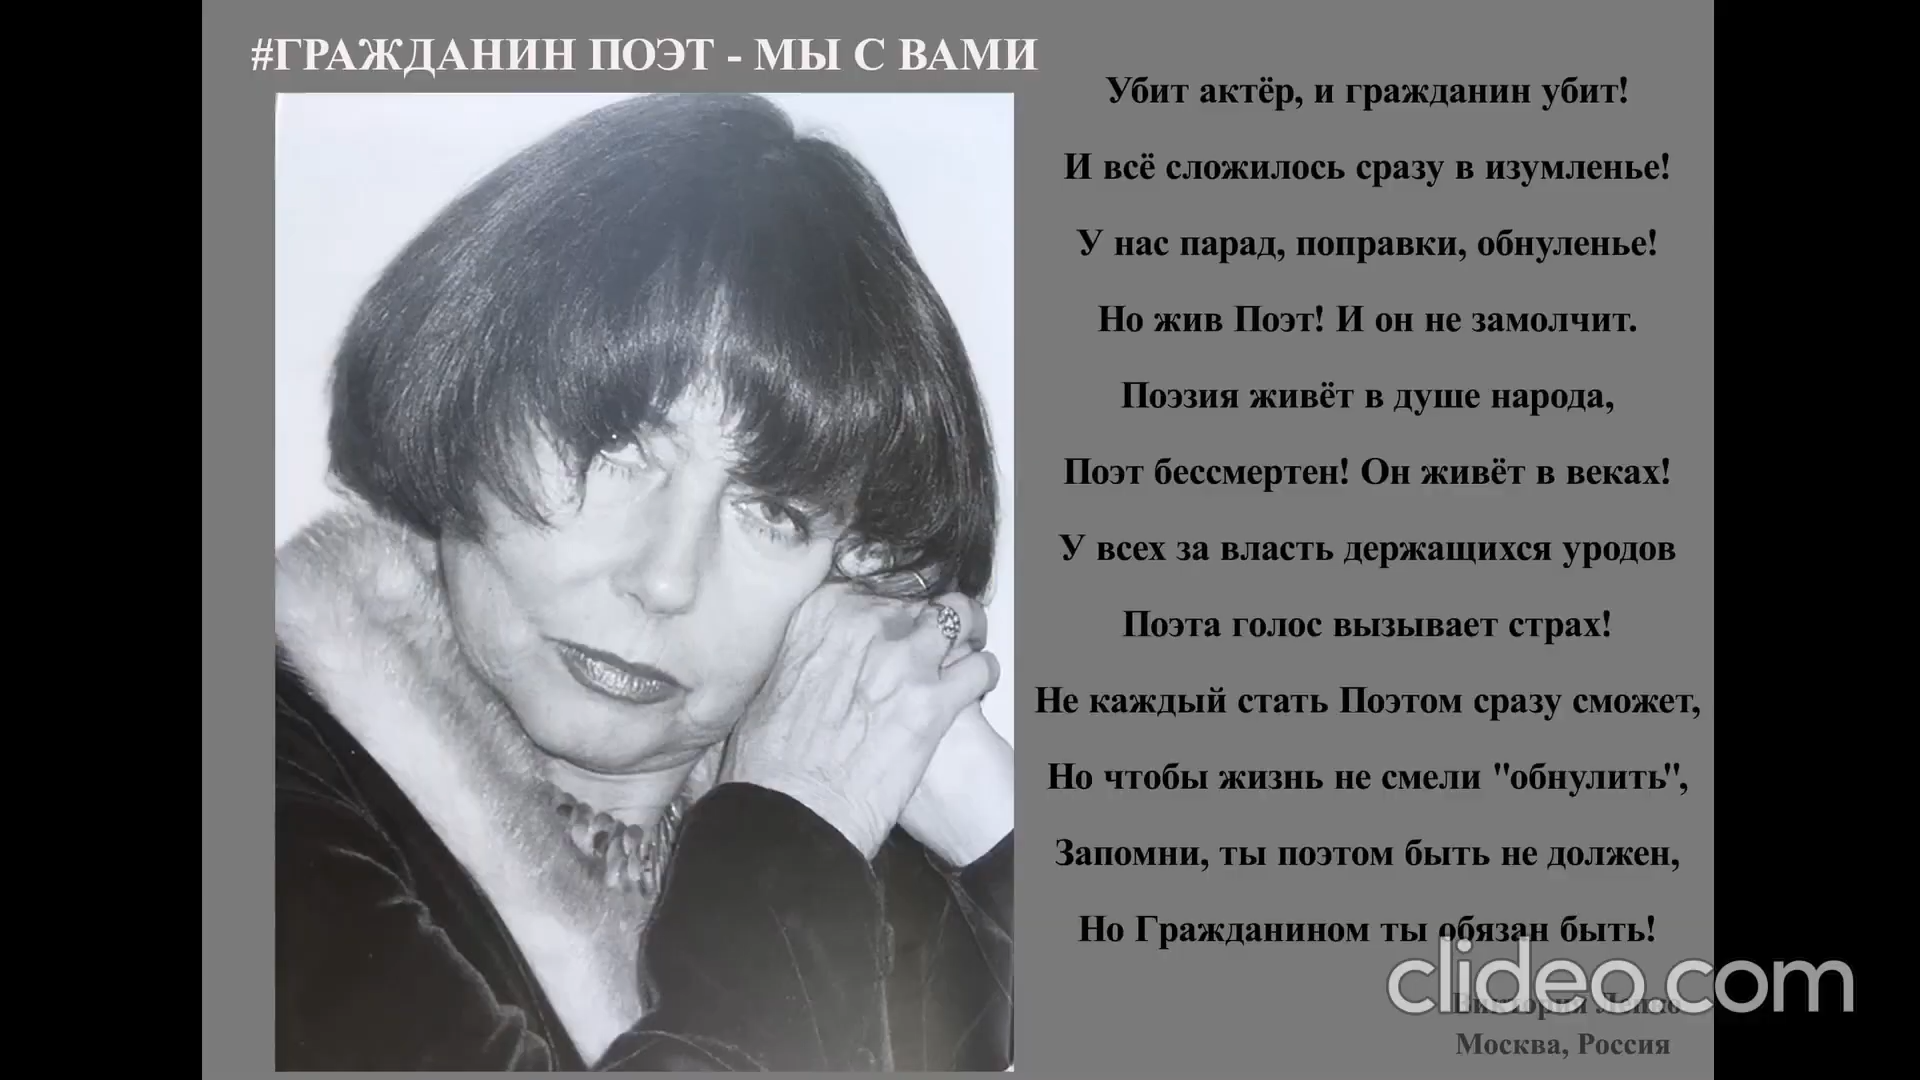 #ГРАЖДАНИН ПОЭТ - МЫ С ВАМИ
Убит актёр, и гражданин убит!
И всё сложилось сразу в изумленье!
У нас парад, поправки, обнуленье!
Но жив Поэт! И он не замолчит.
Поэзия живёт в душе народа,
Поэт бессмертен! Он живёт в веках!
У всех за власть держащихся уродов
Поэта голос вызывает страх!
Не каждый стать Поэтом сразу сможет,
Но чтобы жизнь не смели "обнулить",
Запомни, ты поэтом быть не должен,
Но Гражданином ты обязан быть!
clideo.com
Виктория Лепко
Москва, Россия